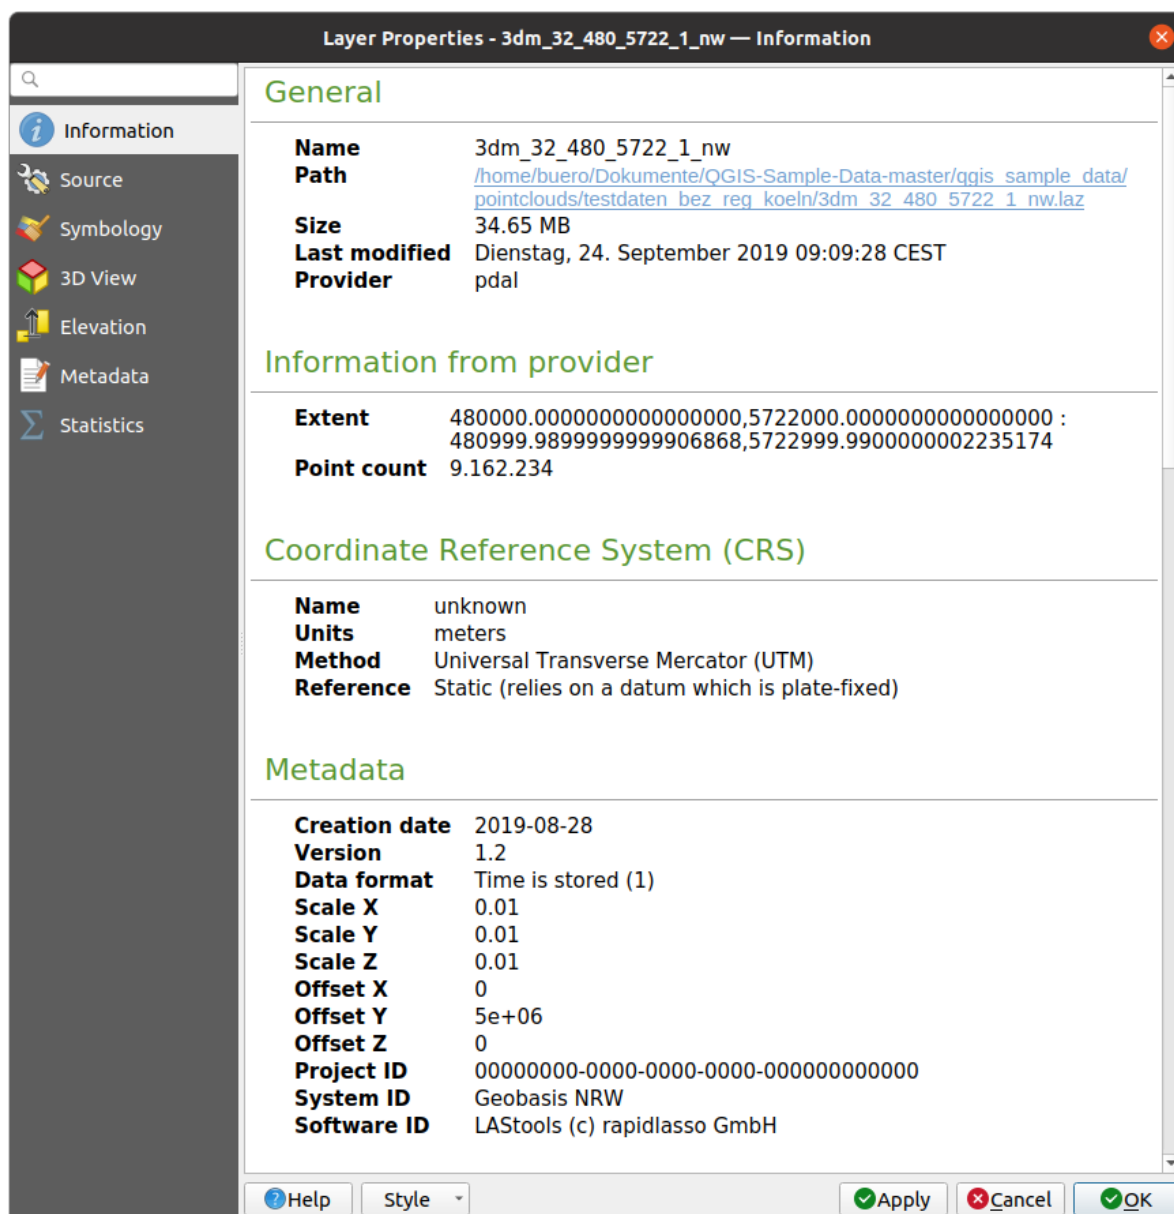 Layer Properties - 3dm_32_480_5722_1_nw — Information
Information
Source
Symbology
3D View
Elevation
Metadata
Statistics
General
Name 3dm_32_480_5722_1_nw
Path /home/buero/Dokumente/QGIS-Sample-Data-master/qgis_sample_data/
pointclouds/testdaten_bez_reg_koeln/3dm_32_480_5722_1_nw.laz
Size 34.65 MB
Last modified Dienstag, 24. September 2019 09:09:28 CEST
Provider pdal
Information from provider
Extent 480000.0000000000000000,5722000.0000000000000000 :
480999.9899999999906868,5722999.9900000002235174
Point count 9.162.234
Coordinate Reference System (CRS)
Name unknown
Units meters
Method Universal Transverse Mercator (UTM)
Reference Static (relies on a datum which is plate-fixed)
Metadata
Creation date 2019-08-28
Version 1.2
Data format Time is stored (1)
Scale X 0.01
Scale Y 0.01
Scale Z 0.01
Offset X 0
Offset Y 5e+06
Offset Z 0
Project ID 00000000-0000-0000-0000-000000000000
System ID Geobasis NRW
Software ID LAStools (c) rapidlasso GmbH
Help Style Apply Cancel OK